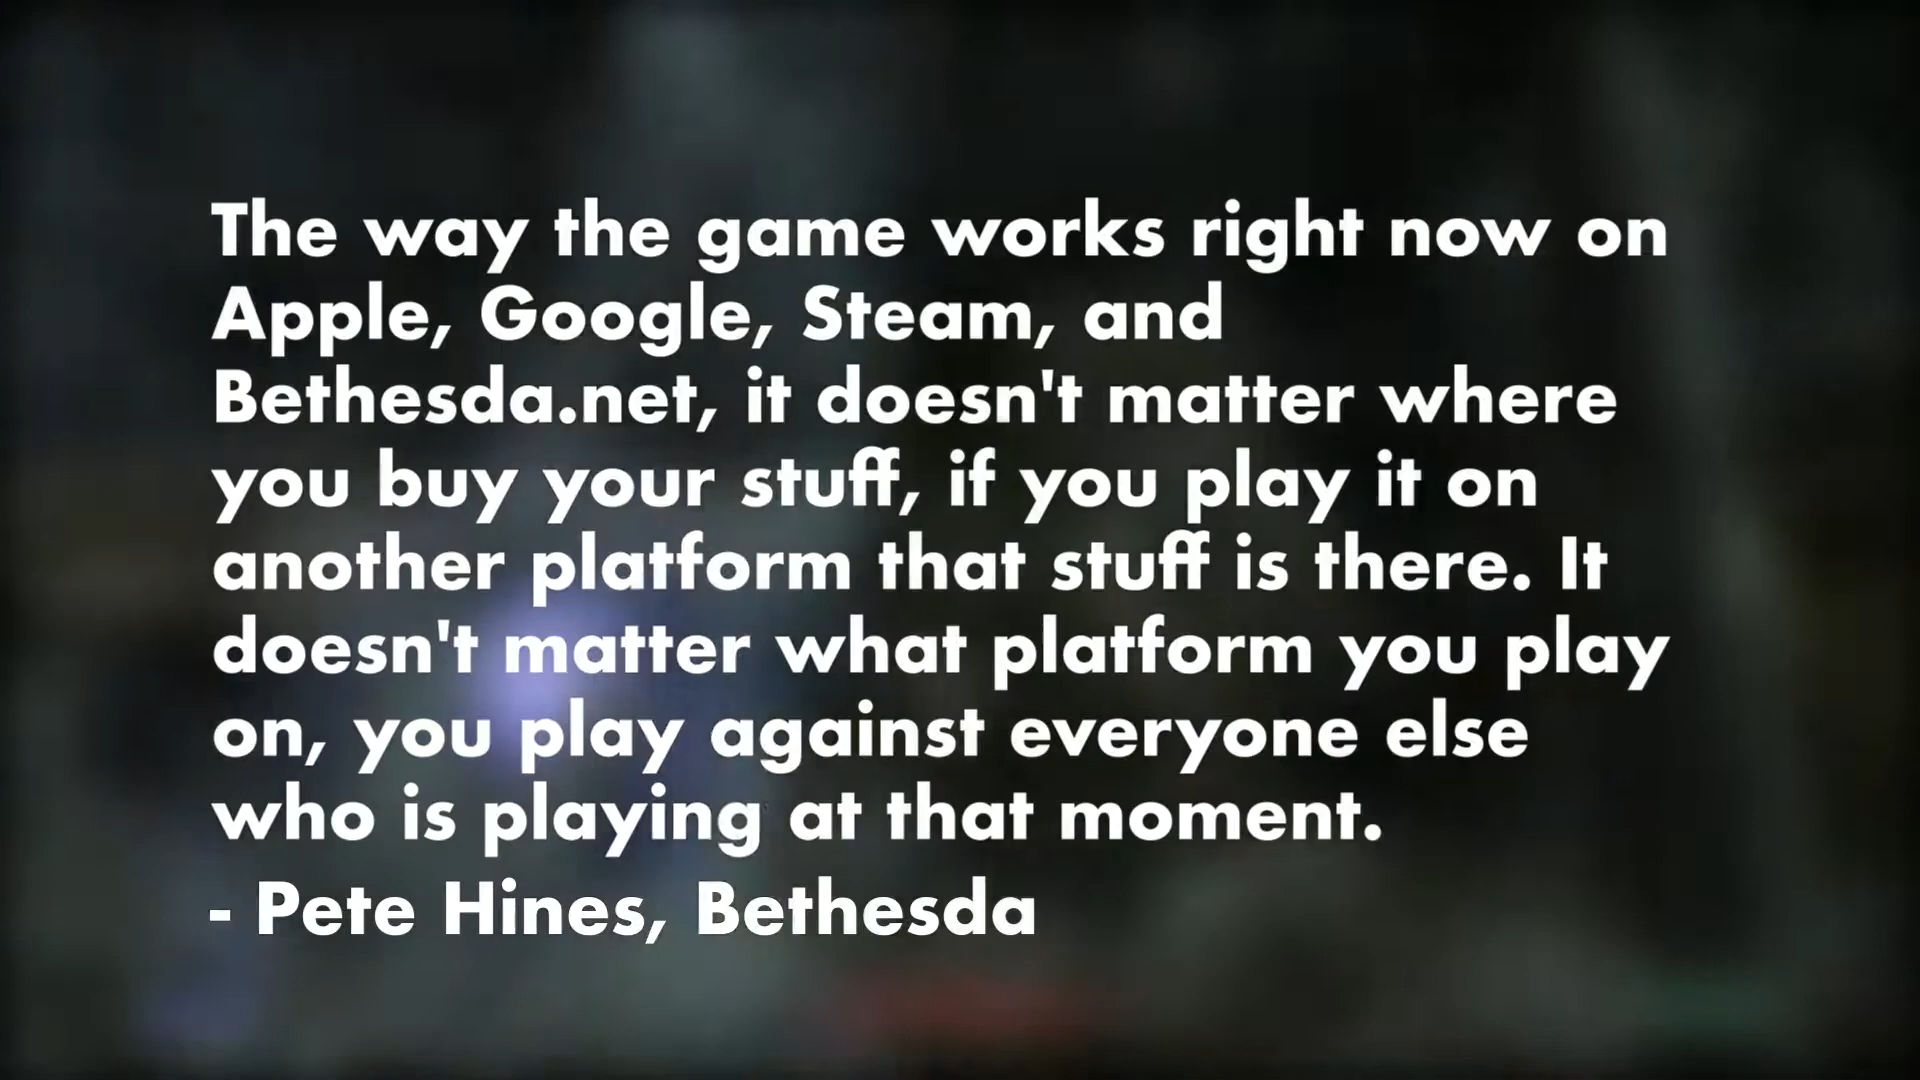 The way the game works right now on
Apple, Google, Steam, and
Bethesda.net, it doesn't matter where
you buy your stuff, if you play it on
another platform that stuff is there. It
doesn't matter what platform you play
on, you play against everyone else
who is playing at that moment.
- Pete Hines, Bethesda